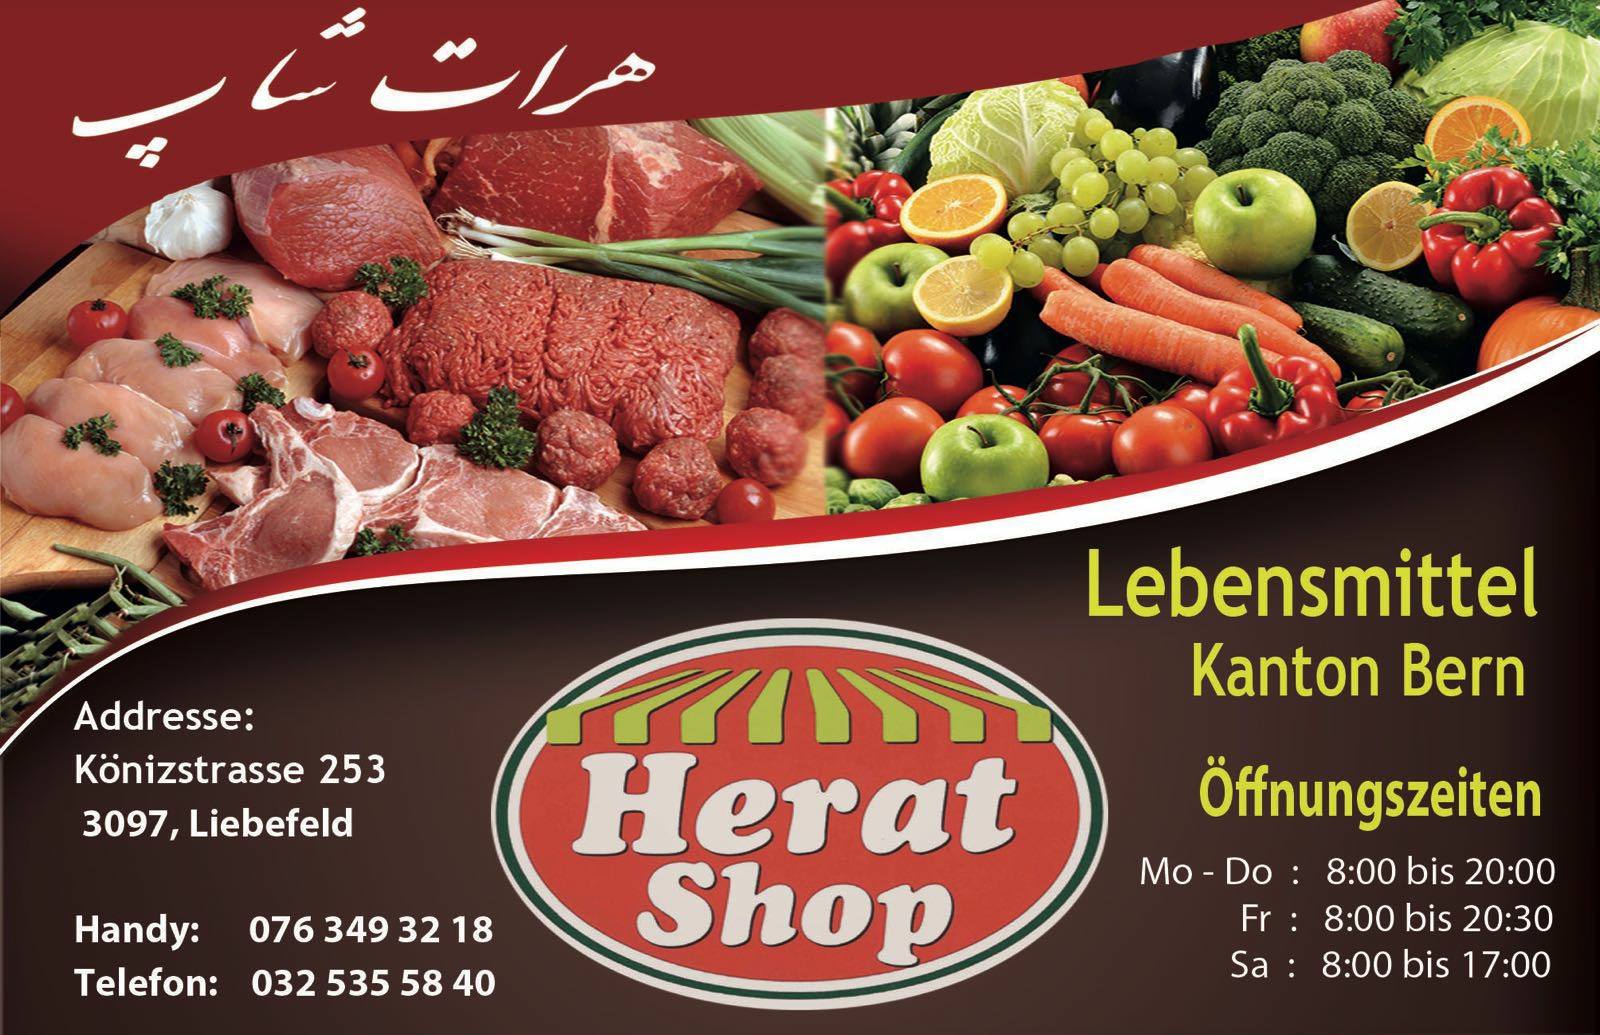 هرات شاپ
Lebensmittel
Kanton Bern
Herat
Shop
Addresse:
Könizstrasse 253
3097, Liebefeld
Handy: 076 349 32 18
Telefon: 032 535 58 40
Öffnungszeiten
Mo - Do : 8:00 bis 20:00
Fr : 8:00 bis 20:30
Sa : 8:00 bis 17:00